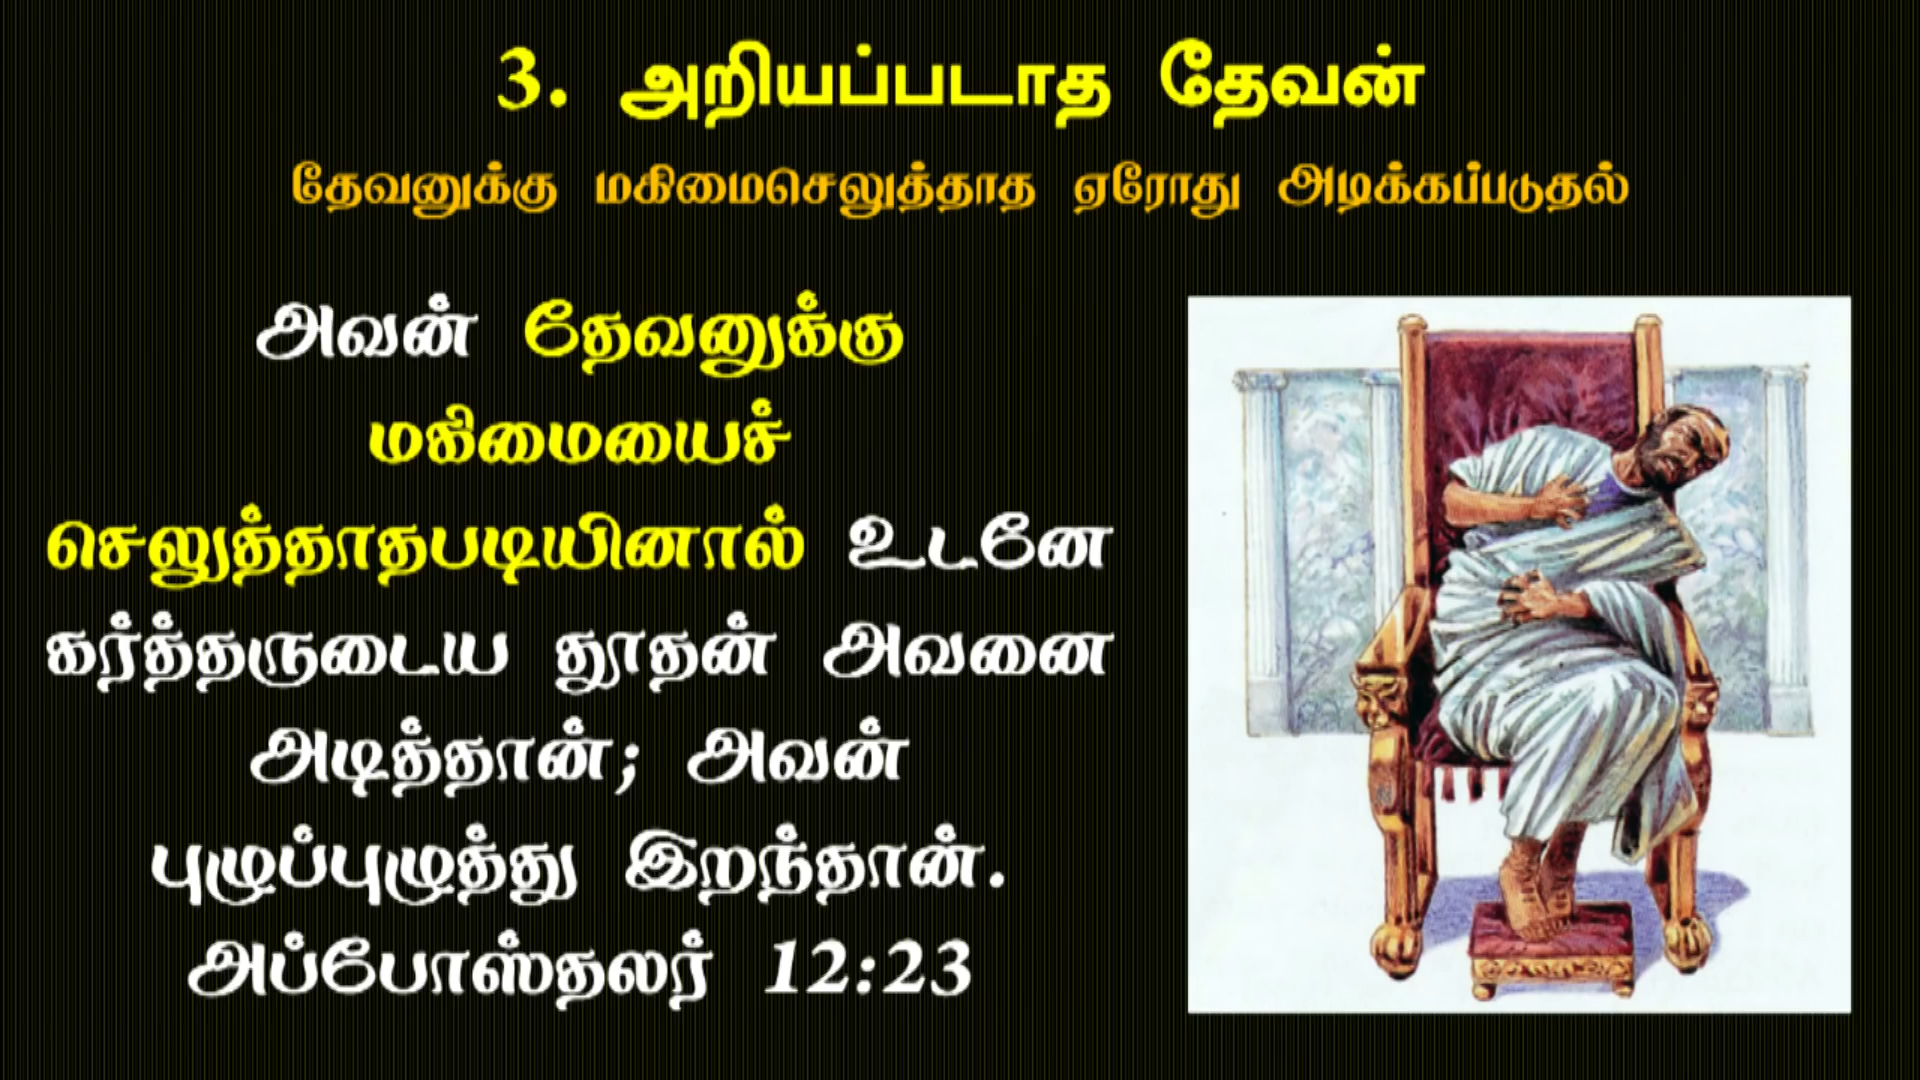 3. அறியப்படாத தேவன்
தேவனுக்கு மகிமைசெலுத்தாத ஏரோது அடிக்கப்படுதல்
அவன் தேவனுக்கு
மகிமையைச்
செலுத்தாதபடியினால் உடனே
கர்த்தருடைய தூதன் அவனை
அடித்தான்; அவன்
புழுப்புழுத்து இறந்தான்.
அப்போஸ்தலர் 12:23